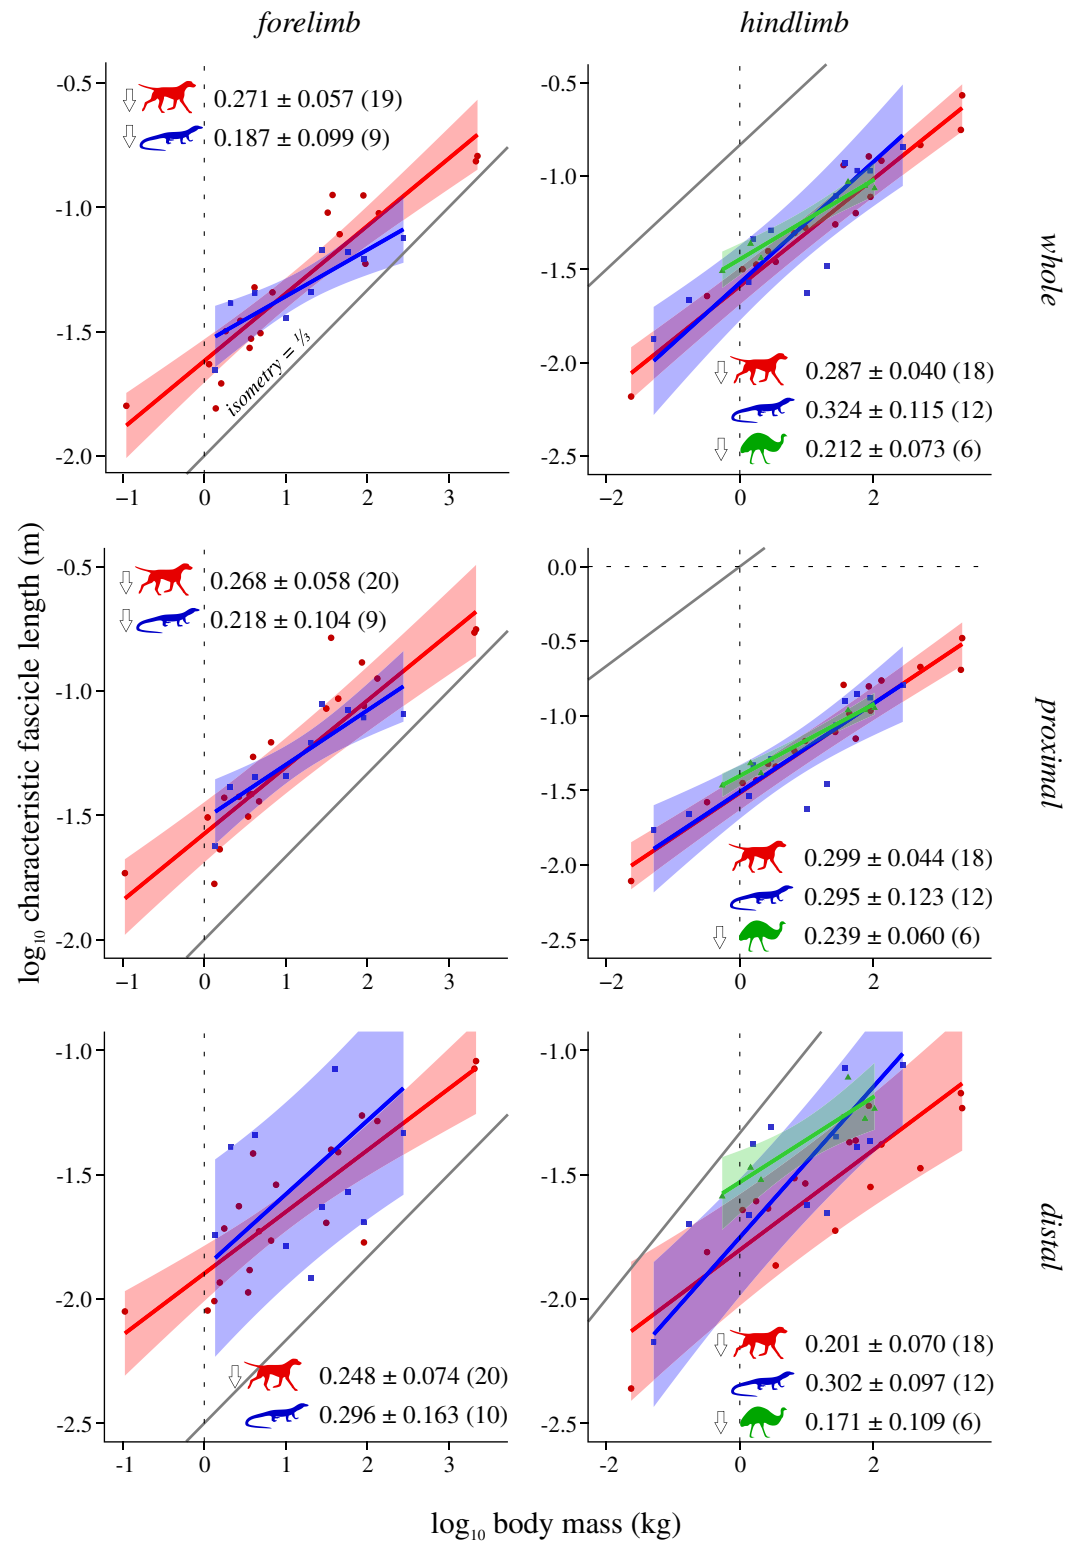 forelimb
hindlimb
-0.5
-1.0
-1.5
-2.0
−1
0
1
2
3
0.271 ± 0.057 (19)
0.187 ± 0.099 (9)
isometry = 1/3
-0.5
-1.0
-1.5
-2.0
-2.5
−2
0
2
0.287 ± 0.040 (18)
0.324 ± 0.115 (12)
0.212 ± 0.073 (6)
whole
-0.5
-1.0
-1.5
-2.0
−1
0
1
2
3
0.268 ± 0.058 (20)
0.218 ± 0.104 (9)
0.0
-0.5
-1.0
-1.5
-2.0
-2.5
−2
0
2
0.299 ± 0.044 (18)
0.295 ± 0.123 (12)
0.239 ± 0.060 (6)
proximal
-1.0
-1.5
-2.0
-2.5
-1
0
1
2
3
0.248 ± 0.074 (20)
0.296 ± 0.163 (10)
-1.0
-1.5
-2.0
-2.5
-2
0
2
0.201 ± 0.070 (18)
0.302 ± 0.097 (12)
0.171 ± 0.109 (6)
distal
log₁₀ characteristic fascicle length (m)
log₁₀ body mass (kg)